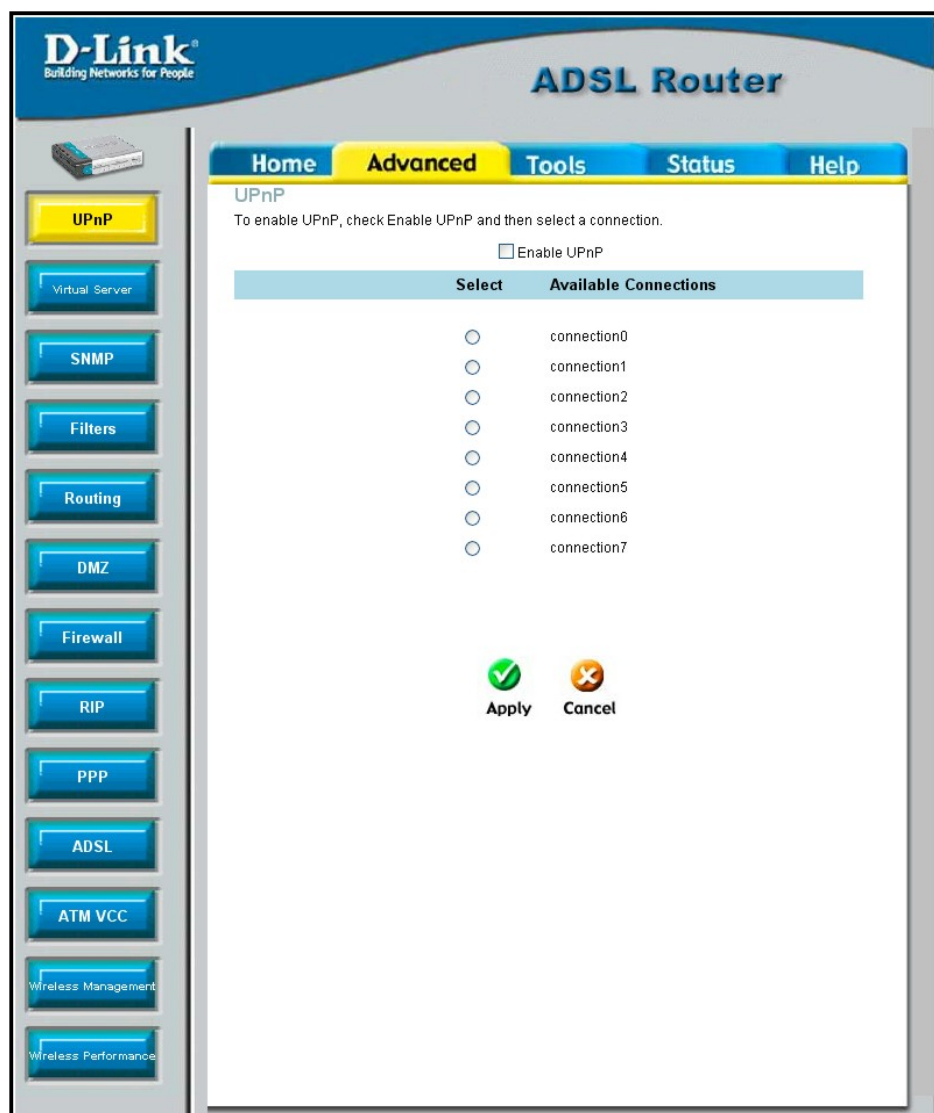 D-Link®
Building Networks for People
ADSL Router
Home Advanced Tools Status Help
UPnP
Virtual Server
SNMP
Filters
Routing
DMZ
Firewall
RIP
PPP
ADSL
ATM VCC
Wireless Management
Wireless Performance
UPnP
To enable UPnP, check Enable UPnP and then select a connection.
Enable UPnP
Select Available Connections
connection0
connection1
connection2
connection3
connection4
connection5
connection6
connection7
Apply Cancel